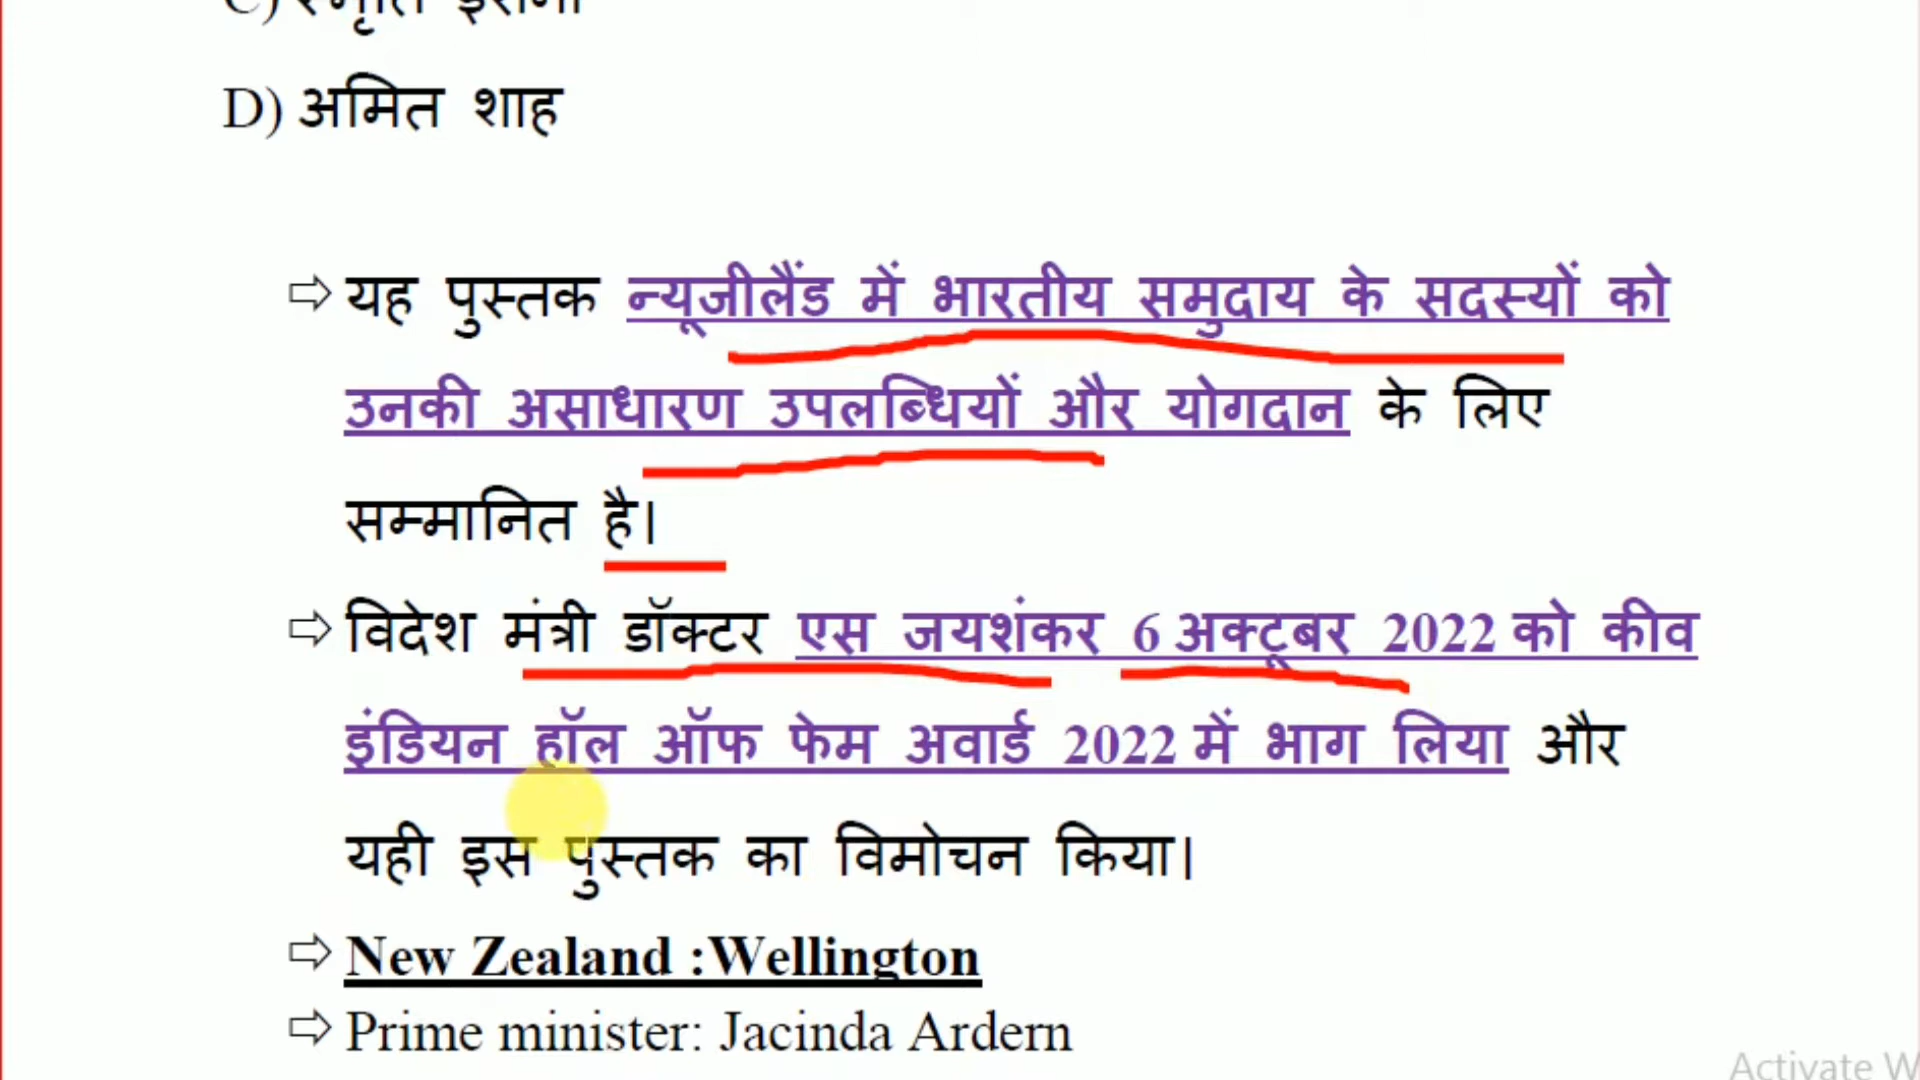 D) अमित शाह
⇨ यह पुस्तक न्यूजीलैंड में भारतीय समुदाय के सदस्यों को
उनकी असाधारण उपलब्धियों और योगदान के लिए
सम्मानित है।
⇨ विदेश मंत्री डॉक्टर एस जयशंकर 6 अक्टूबर 2022 को कीव
इंडियन हॉल ऑफ फेम अवार्ड 2022 में भाग लिया और
यही इस पुस्तक का विमोचन किया।
⇨ New Zealand :Wellington
⇨ Prime minister: Jacinda Ardern
Activate W